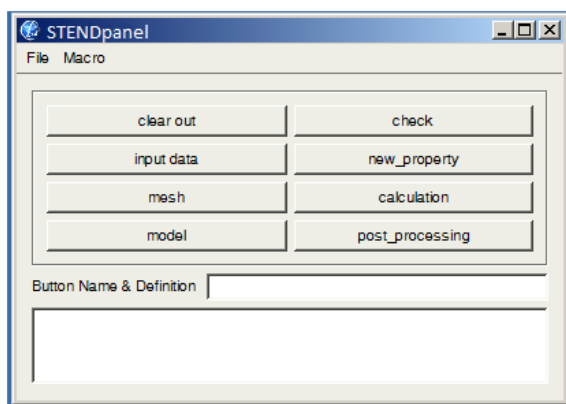 STENDpanel
File Macro
clear out check
input data new_property
mesh calculation
model post_processing
Button Name & Definition